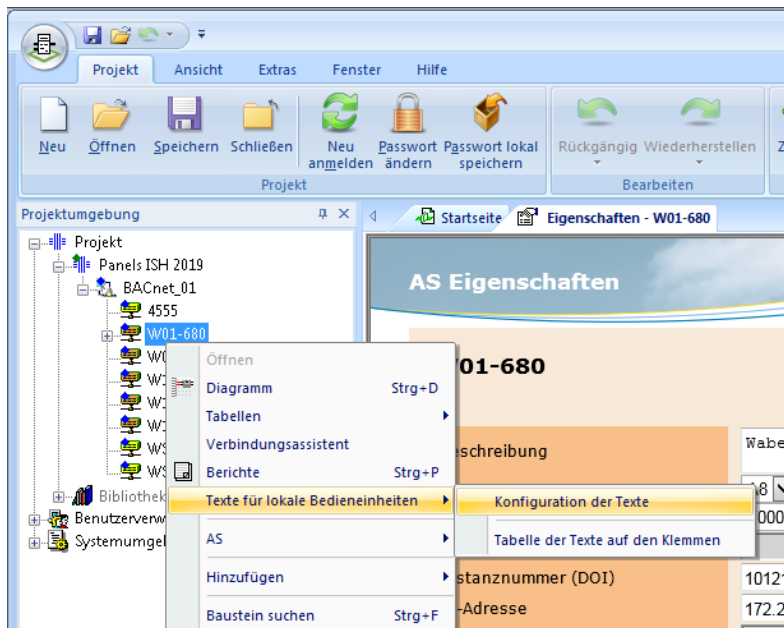 Projekt Ansicht Extras Fenster Hilfe
Neu Öffnen Speichern Schließen Neu anmelden Passwort ändern Passwort lokal speichern Rückgängig Wiederherstellen
Projekt Bearbeiten
Projektumgebung
Startseite Eigenschaften - W01-680
Projekt
Panels ISH 2019
BACnet_01
4555
W01-680
Bibliothek
AS Eigenschaften
01-680
Öffnen
Diagramm Strg+D
Tabellen
Verbindungsassistent
Berichte Strg+P
Texte für lokale Bedieneinheiten
AS
Hinzufügen
Baustein suchen Strg+F
Konfiguration der Texte
Tabelle der Texte auf den Klemmen
eschreibung
stanznummer (DOI)
-Adresse
172.2